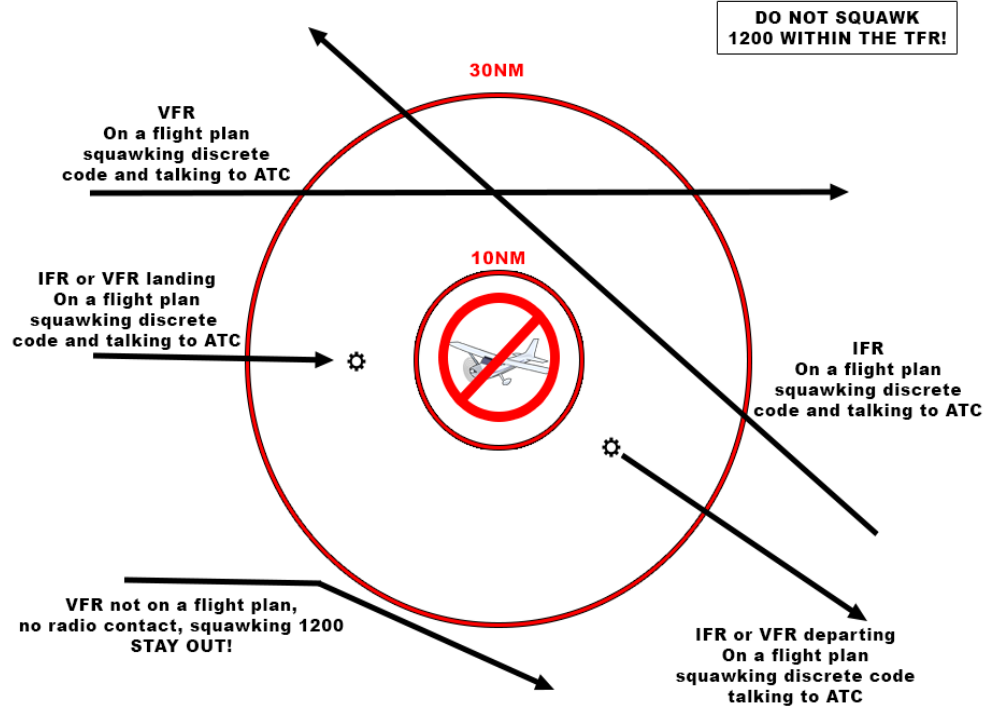 DO NOT SQUAWK
1200 WITHIN THE TFR!
30NM
VFR
On a flight plan
squawking discrete
code and talking to ATC
10NM
IFR or VFR landing
On a flight plan
squawking discrete
code and talking to ATC
IFR
On a flight plan
squawking discrete
code and talking to ATC
VFR not on a flight plan,
no radio contact, squawking 1200
STAY OUT!
IFR or VFR departing
On a flight plan
squawking discrete code
talking to ATC